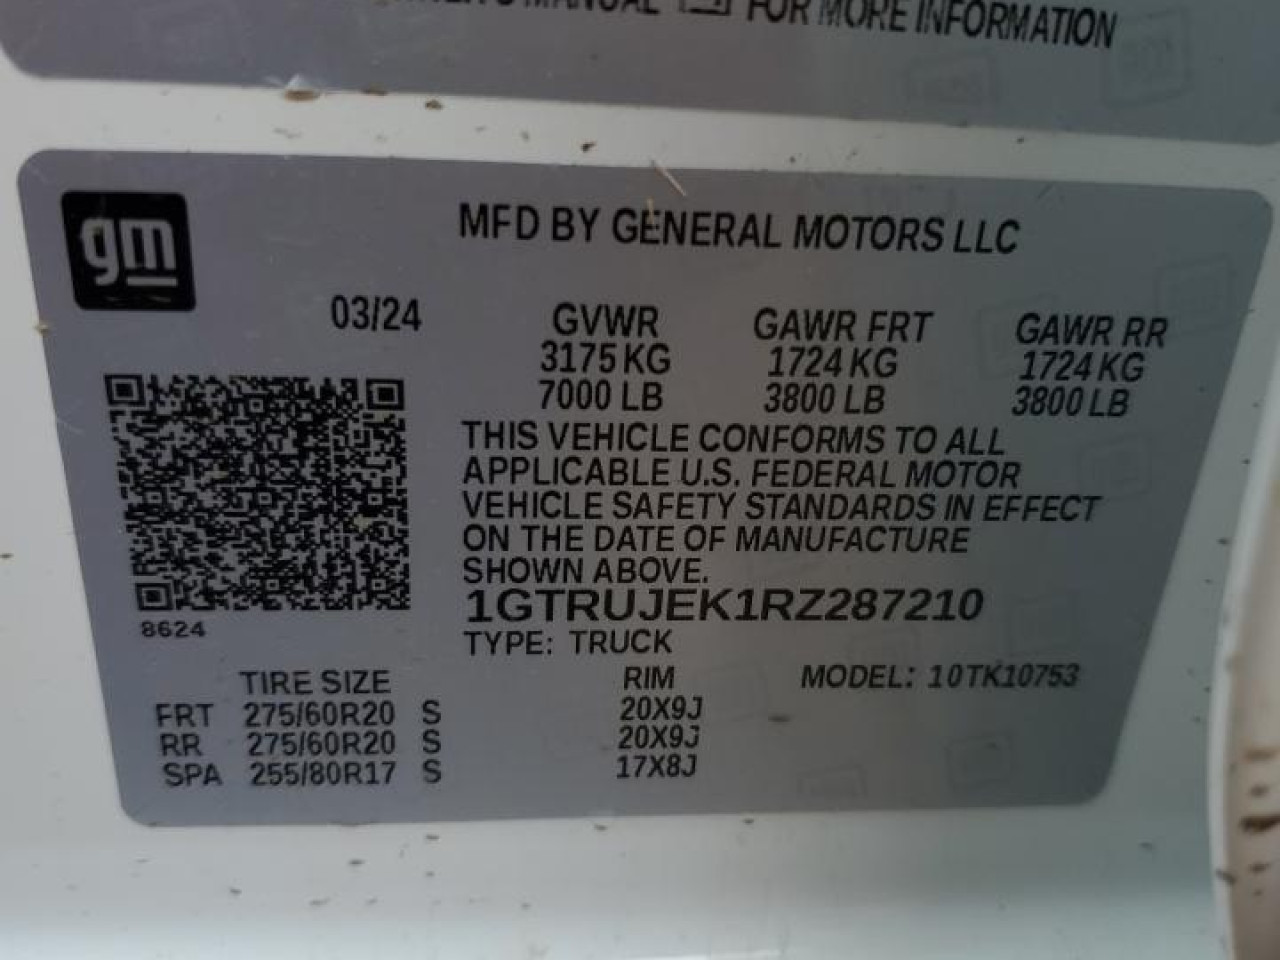 MANUAL FOR MORE INFORMATION
gm
MFD BY GENERAL MOTORS LLC
03/24 GVWR GAWR FRT GAWR RR
3175 KG 1724 KG 1724 KG
7000 LB 3800 LB 3800 LB
THIS VEHICLE CONFORMS TO ALL
APPLICABLE U.S. FEDERAL MOTOR
VEHICLE SAFETY STANDARDS IN EFFECT
ON THE DATE OF MANUFACTURE
SHOWN ABOVE.
1GTRUJEK1RZ287210
8624
TYPE: TRUCK
TIRE SIZE RIM MODEL: 10TK10753
FRT 275/60R20 S 20X9J
RR 275/60R20 S 20X9J
SPA 255/80R17 S 17X8J